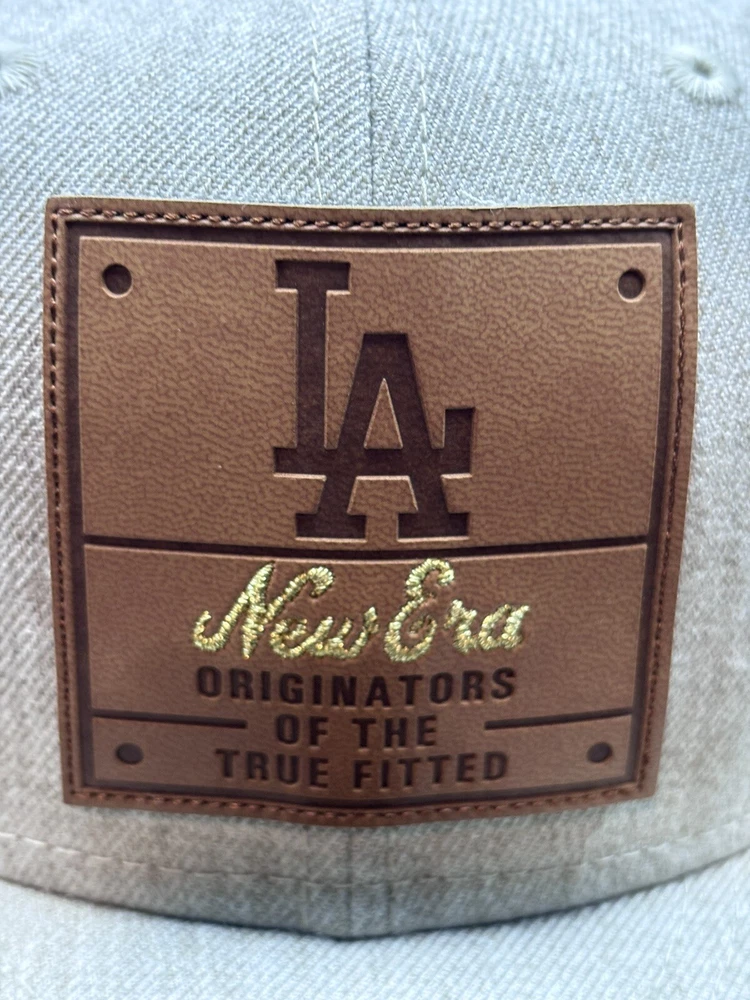 LA
New Era
ORIGINATORS
OF THE
TRUE FITTED